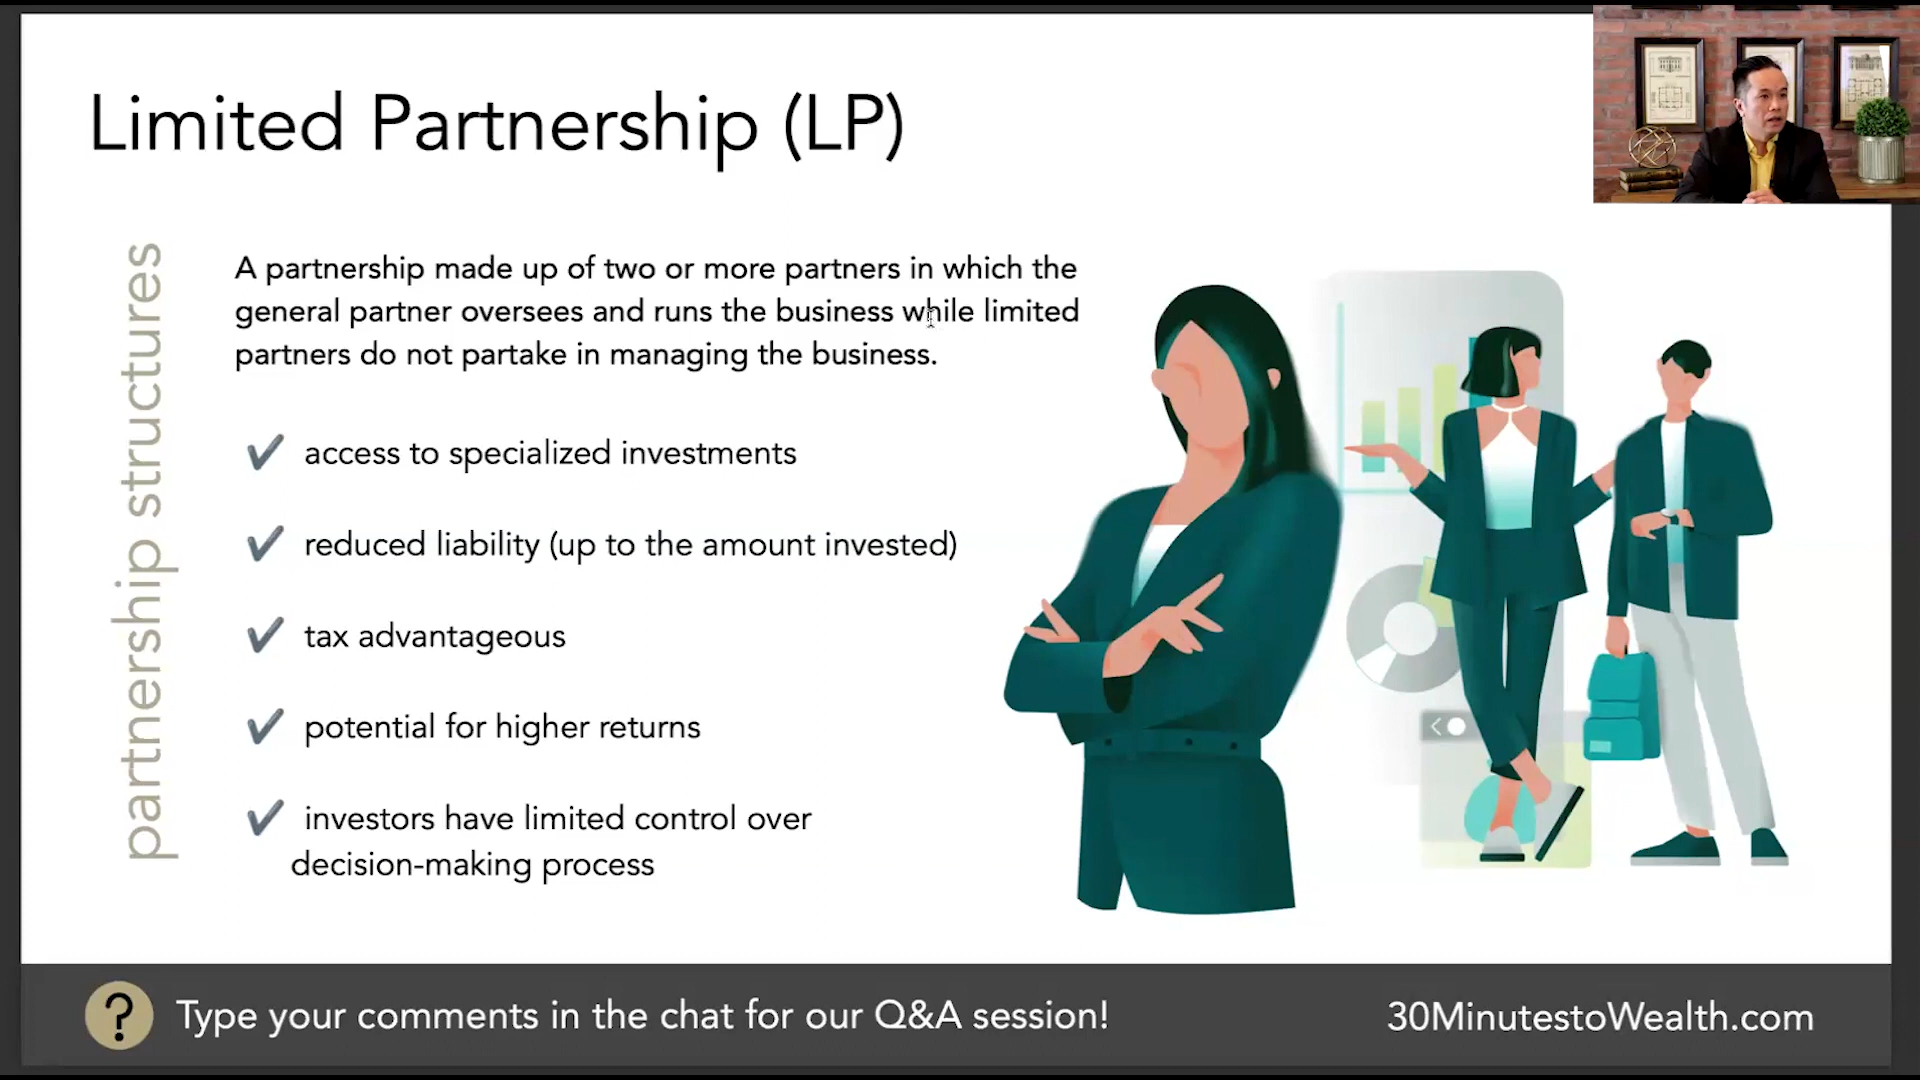 Limited Partnership (LP)
partnership structures
A partnership made up of two or more partners in which the
general partner oversees and runs the business while limited
partners do not partake in managing the business.
access to specialized investments
reduced liability (up to the amount invested)
tax advantageous
potential for higher returns
investors have limited control over
decision-making process
? Type your comments in the chat for our Q&A session!
30MinutestoWealth.com